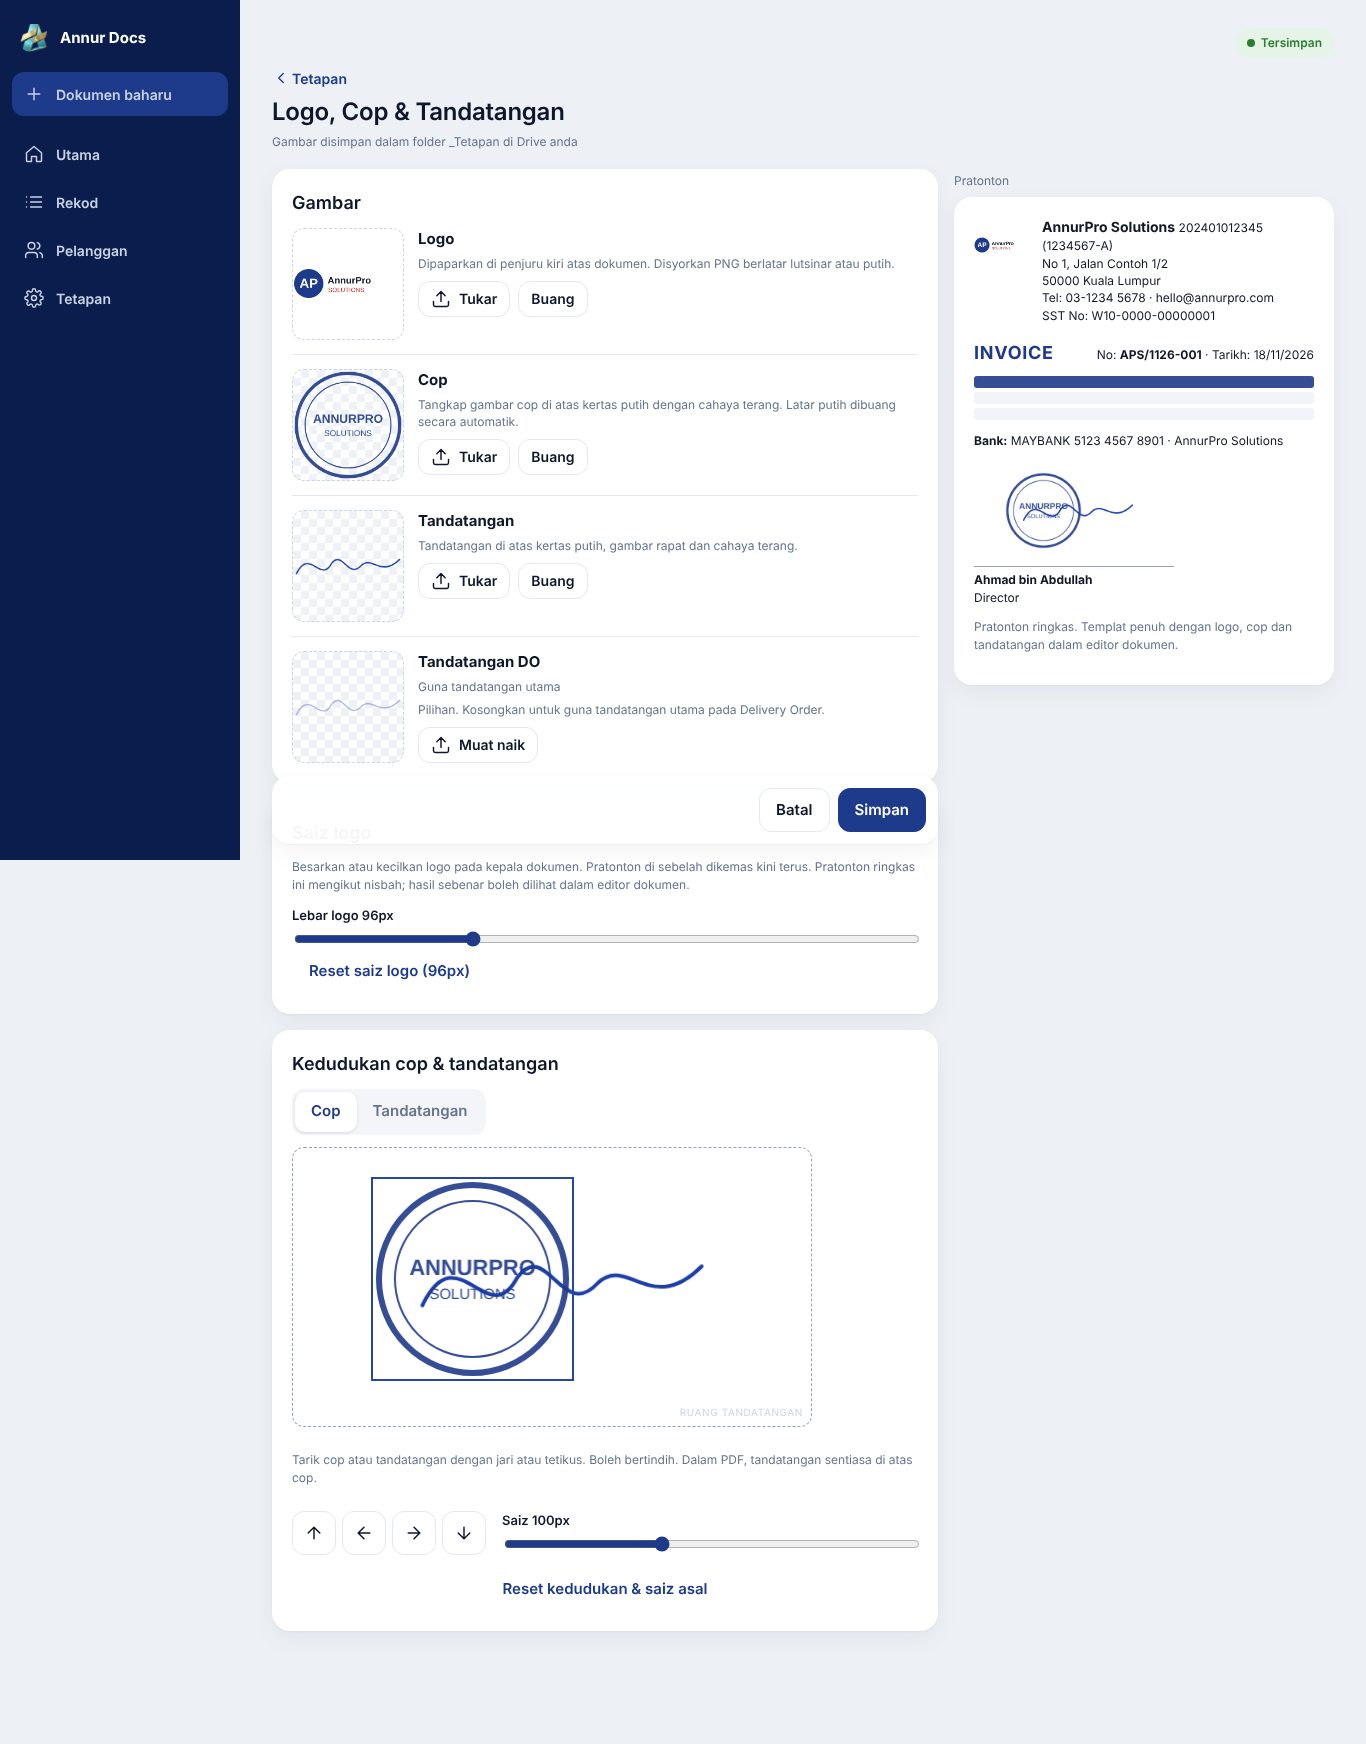 Annur Docs
Dokumen baharu
Utama
Rekod
Pelanggan
Tetapan
Tersimpan
Tetapan
Logo, Cop & Tandatangan
Gambar disimpan dalam folder _Tetapan di Drive anda
Gambar
AP AnnurPro
SOLUTIONS
Logo
Dipaparkan di penjuru kiri atas dokumen. Disyorkan PNG berlatar lutsinar atau putih.
Tukar
Buang
ANNURPRO
SOLUTIONS
Cop
Tangkap gambar cop di atas kertas putih dengan cahaya terang. Latar putih dibuang
secara automatik.
Tukar
Buang
Tandatangan
Tandatangan di atas kertas putih, gambar rapat dan cahaya terang.
Tukar
Buang
Tandatangan DO
Guna tandatangan utama
Pilihan. Kosongkan untuk guna tandatangan utama pada Delivery Order.
Muat naik
Batal
Simpan
Saiz logo
Besarkan atau kecilkan logo pada kepala dokumen. Pratonton di sebelah dikemas kini terus. Pratonton ringkas
ini mengikut nisbah; hasil sebenar boleh dilihat dalam editor dokumen.
Lebar logo 96px
Reset saiz logo (96px)
Kedudukan cop & tandatangan
Cop
Tandatangan
ANNURPRO
SOLUTIONS
RUANG TANDATANGAN
Tarik cop atau tandatangan dengan jari atau tetikus. Boleh bertindih. Dalam PDF, tandatangan sentiasa di atas
cop.
Saiz 100px
Reset kedudukan & saiz asal
Pratonton
AP AnnurPro
SOLUTIONS
AnnurPro Solutions 202401012345
(1234567-A)
No 1, Jalan Contoh 1/2
50000 Kuala Lumpur
Tel: 03-1234 5678 · hello@annurpro.com
SST No: W10-0000-00000001
INVOICE
No: APS/1126-001 · Tarikh: 18/11/2026
Bank: MAYBANK 5123 4567 8901 · AnnurPro Solutions
ANNURPRO
SOLUTIONS
Ahmad bin Abdullah
Director
Pratonton ringkas. Templat penuh dengan logo, cop dan
tandatangan dalam editor dokumen.